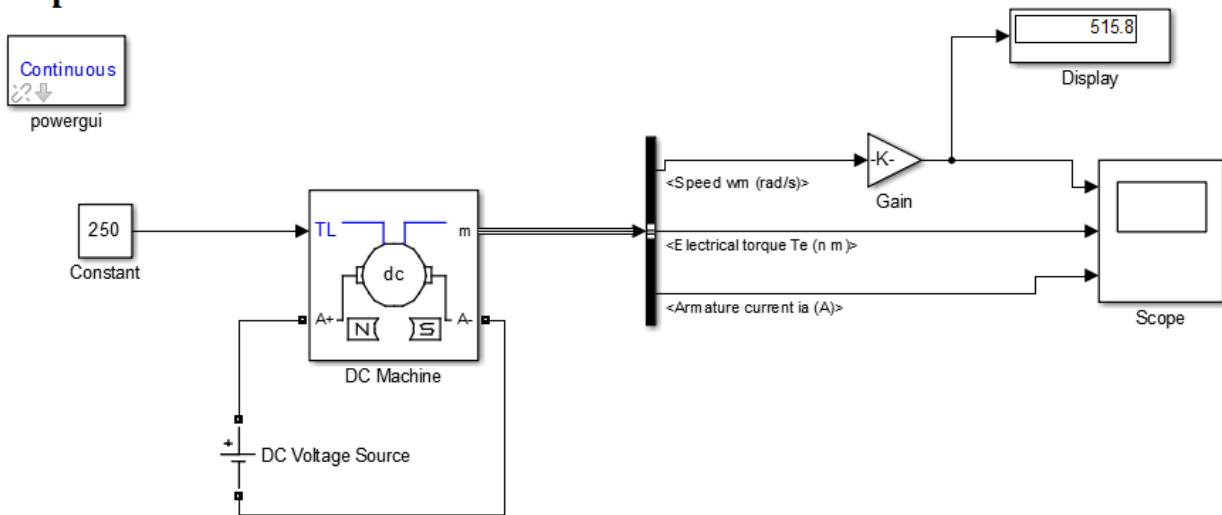 515.8
Display
Continuous
powergui
-K-
Gain
<Speed wm (rad/s)>
250
Constant
TL
m
dc
<Electrical torque Te (n m)>
A+
N
S
A-
<Armature current ia (A)>
Scope
DC Machine
+
DC Voltage Source